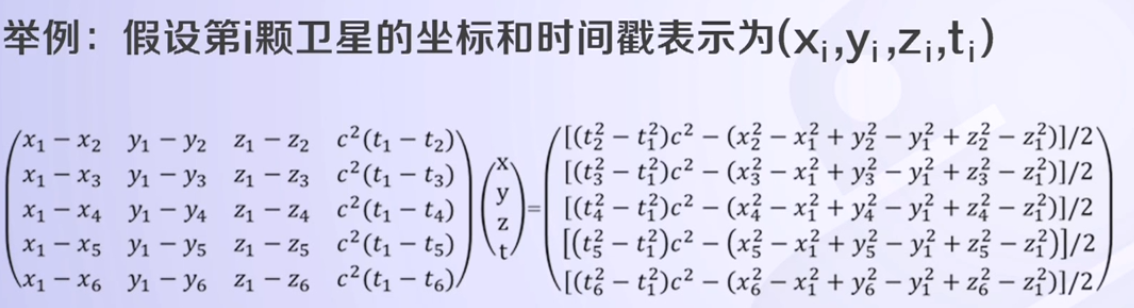 举例：假设第i颗卫星的坐标和时间戳表示为(xᵢ,yᵢ,zᵢ,tᵢ)
x₁ − x₂ y₁ − y₂ z₁ − z₂ c²(t₁ − t₂) [(t₂² − t₁²)c² − (x₂² − x₁² + y₂² − y₁² + z₂² − z₁²)]/2
x₁ − x₃ y₁ − y₃ z₁ − z₃ c²(t₁ − t₃) x [(t₃² − t₁²)c² − (x₃² − x₁² + y₃² − y₁² + z₃² − z₁²)]/2
x₁ − x₄ y₁ − y₄ z₁ − z₄ c²(t₁ − t₄) y z = [(t₄² − t₁²)c² − (x₄² − x₁² + y₄² − y₁² + z₄² − z₁²)]/2
x₁ − x₅ y₁ − y₅ z₁ − z₅ c²(t₁ − t₅) t [(t₅² − t₁²)c² − (x₅² − x₁² + y₅² − y₁² + z₅² − z₁²)]/2
x₁ − x₆ y₁ − y₆ z₁ − z₆ c²(t₁ − t₆) [(t₆² − t₁²)c² − (x₆² − x₁² + y₆² − y₁² + z₆² − z₁²)]/2